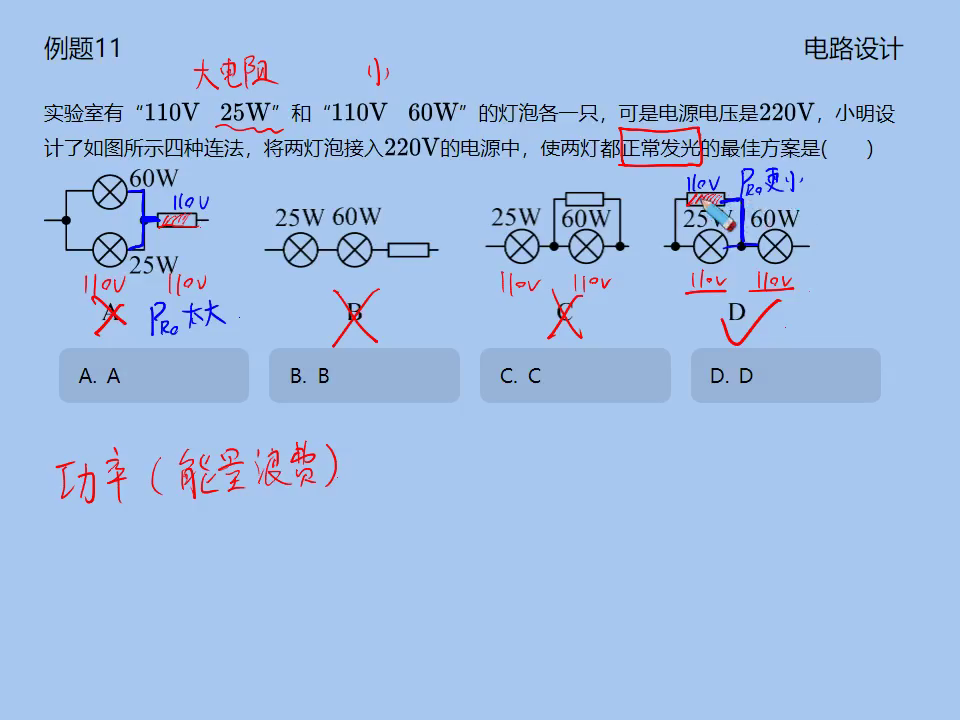 例题11
电路设计
大电阻 小
实验室有“110V 25W”和“110V 60W”的灯泡各一只，可是电源电压是220V，小明设
计了如图所示四种连法，将两灯泡接入220V的电源中，使两灯都正常发光的最佳方案是( )
60W
110V
25W
110V 110V
A
P_R0 太大
25W 60W
B
25W 60W
110V 110V
C
110V P_R0更小
25W 60W
110V 110V
D
A. A
B. B
C. C
D. D
功率(能量浪费)